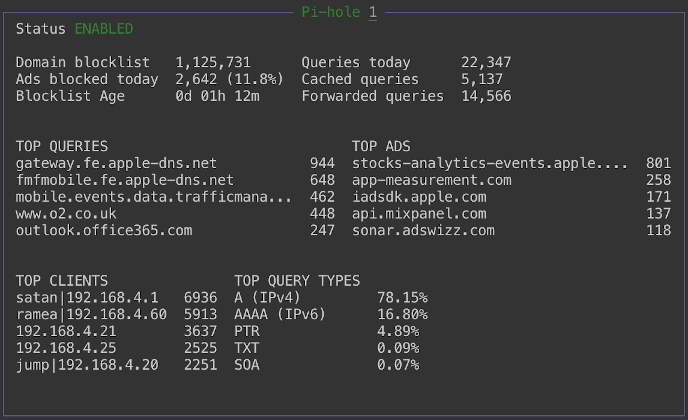 Pi-hole 1
Status ENABLED
Domain blocklist 1,125,731 Queries today 22,347
Ads blocked today 2,642 (11.8%) Cached queries 5,137
Blocklist Age 0d 01h 12m Forwarded queries 14,566
TOP QUERIES TOP ADS
gateway.fe.apple-dns.net 944 stocks-analytics-events.apple.... 801
fmfmobile.fe.apple-dns.net 648 app-measurement.com 258
mobile.events.data.trafficmana... 462 iadsdk.apple.com 171
www.o2.co.uk 448 api.mixpanel.com 137
outlook.office365.com 247 sonar.adswizz.com 118
TOP CLIENTS TOP QUERY TYPES
satan|192.168.4.1 6936 A (IPv4) 78.15%
ramea|192.168.4.60 5913 AAAA (IPv6) 16.80%
192.168.4.21 3637 PTR 4.89%
192.168.4.25 2525 TXT 0.09%
jump|192.168.4.20 2251 SOA 0.07%